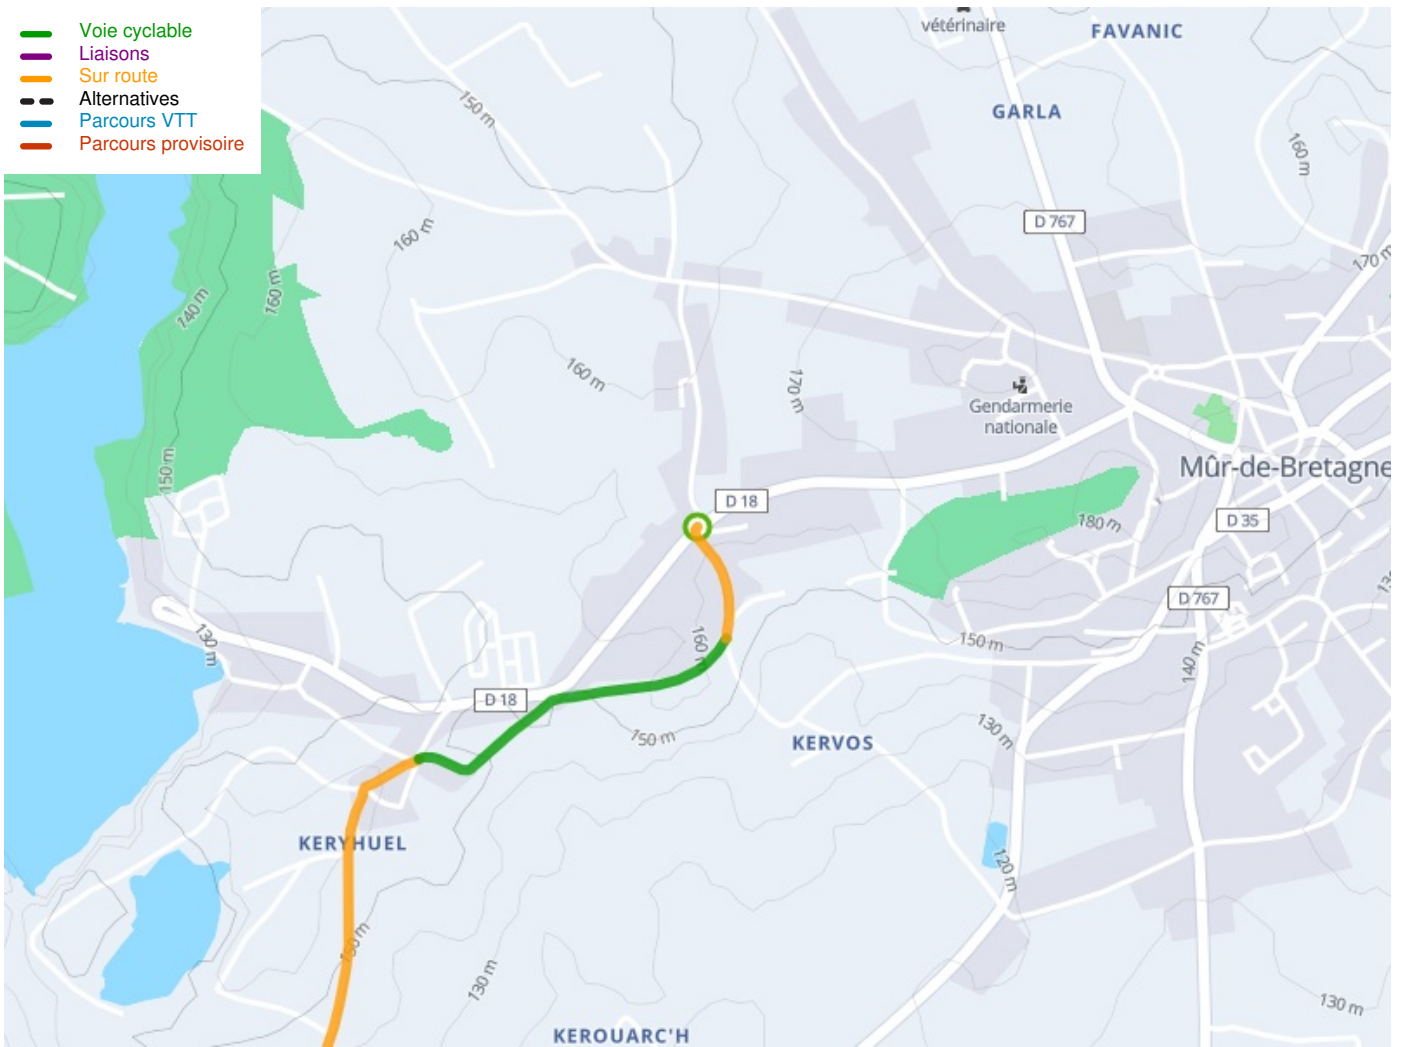 Voie cyclable
Liaisons
Sur route
Alternatives
Parcours VTT
Parcours provisoire
vétérinaire
FAVANIC
150 m
GARLA
160 m
D 767
160 m
170 m
160 m
140 m
160 m
170 m
Gendarmerie
nationale
Mûr-de-Bretagne
150 m
D 18
180 m
D 35
D 767
130 m
160 m
150 m
140 m
D 18
150 m
KERVOS
130 m
KERYHUEL
120 m
150 m
130 m
130 m
KEROUARC'H